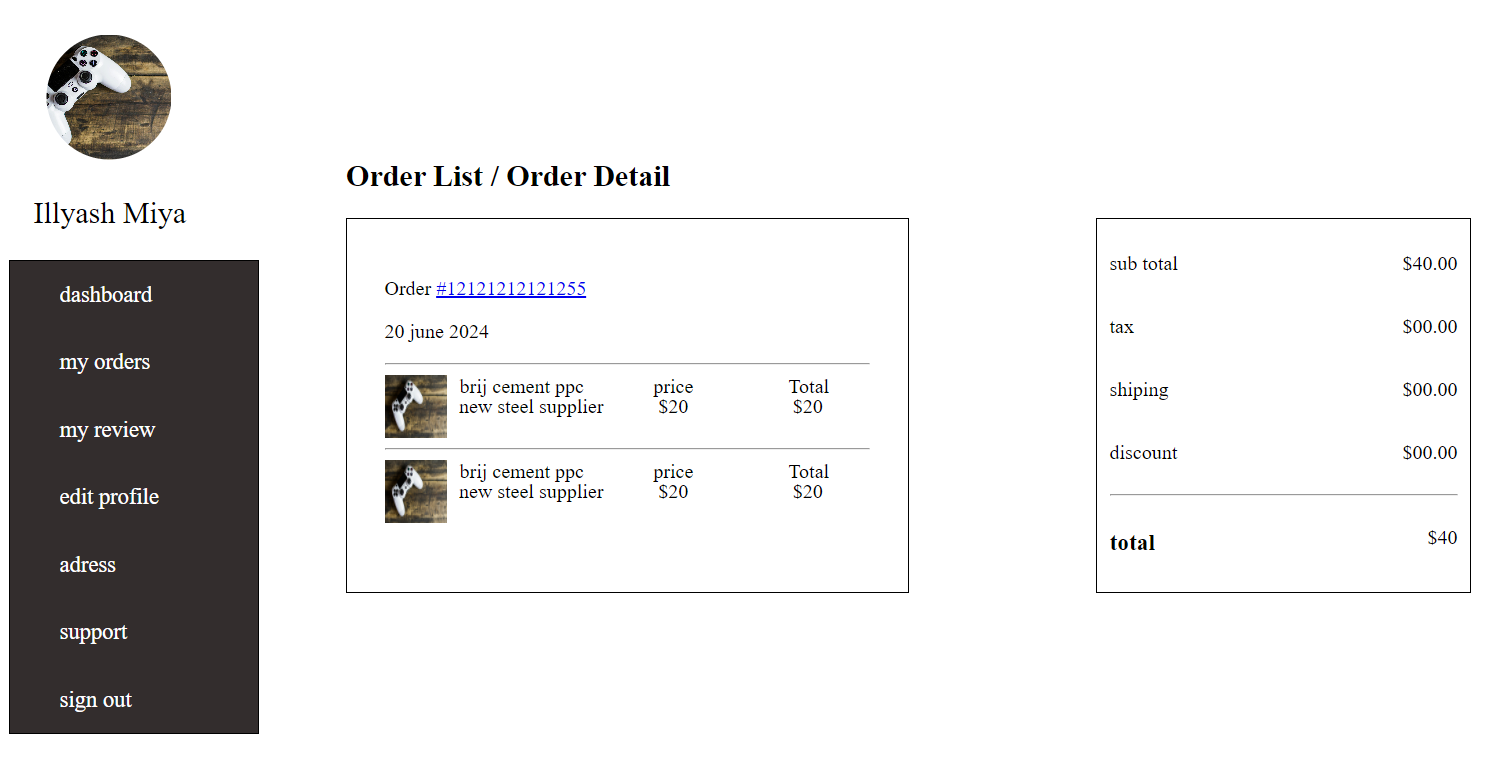 Illyash Miya
dashboard
my orders
my review
edit profile
adress
support
sign out
Order List / Order Detail
Order #12121212121255
20 june 2024
brij cement ppc price Total
new steel supplier $20 $20
brij cement ppc price Total
new steel supplier $20 $20
sub total $40.00
tax $00.00
shiping $00.00
discount $00.00
total $40